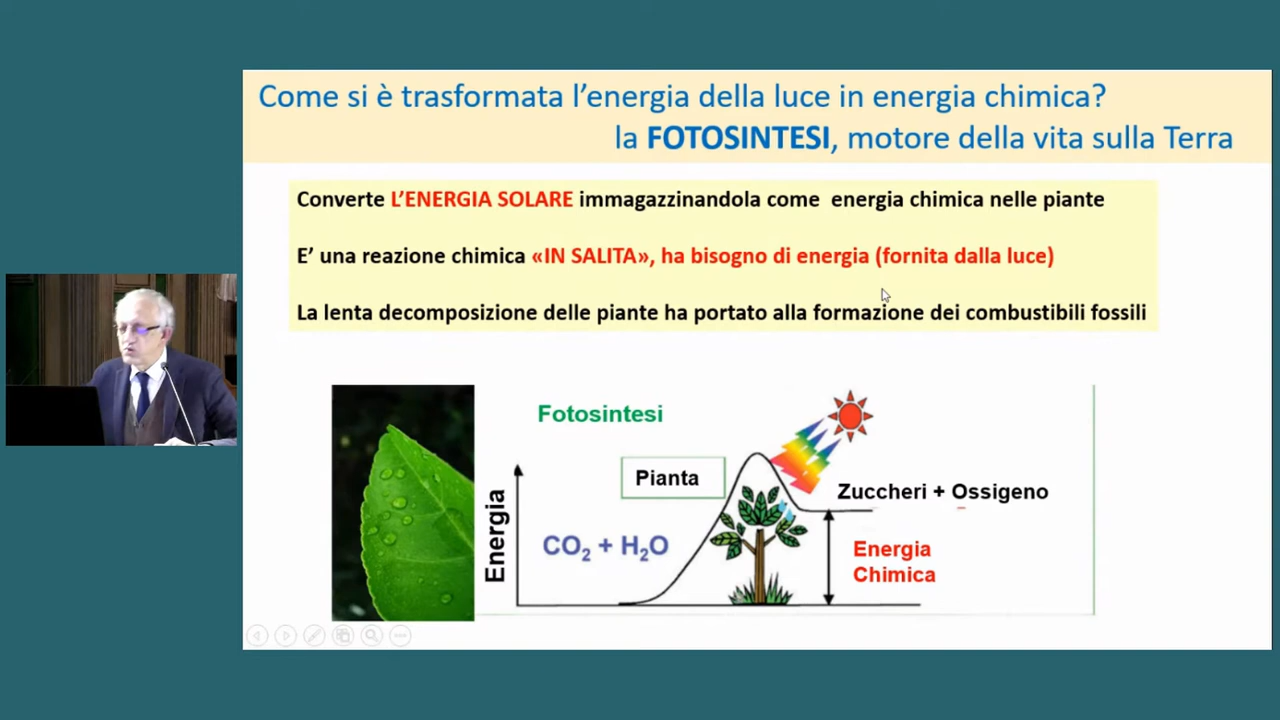 Come si è trasformata l’energia della luce in energia chimica?
la FOTOSINTESI, motore della vita sulla Terra
Converte L’ENERGIA SOLARE immagazzinandola come energia chimica nelle piante
E’ una reazione chimica «IN SALITA», ha bisogno di energia (fornita dalla luce)
La lenta decomposizione delle piante ha portato alla formazione dei combustibili fossili
Fotosintesi
Pianta
Zuccheri + Ossigeno
Energia
CO₂ + H₂O
Energia
Chimica